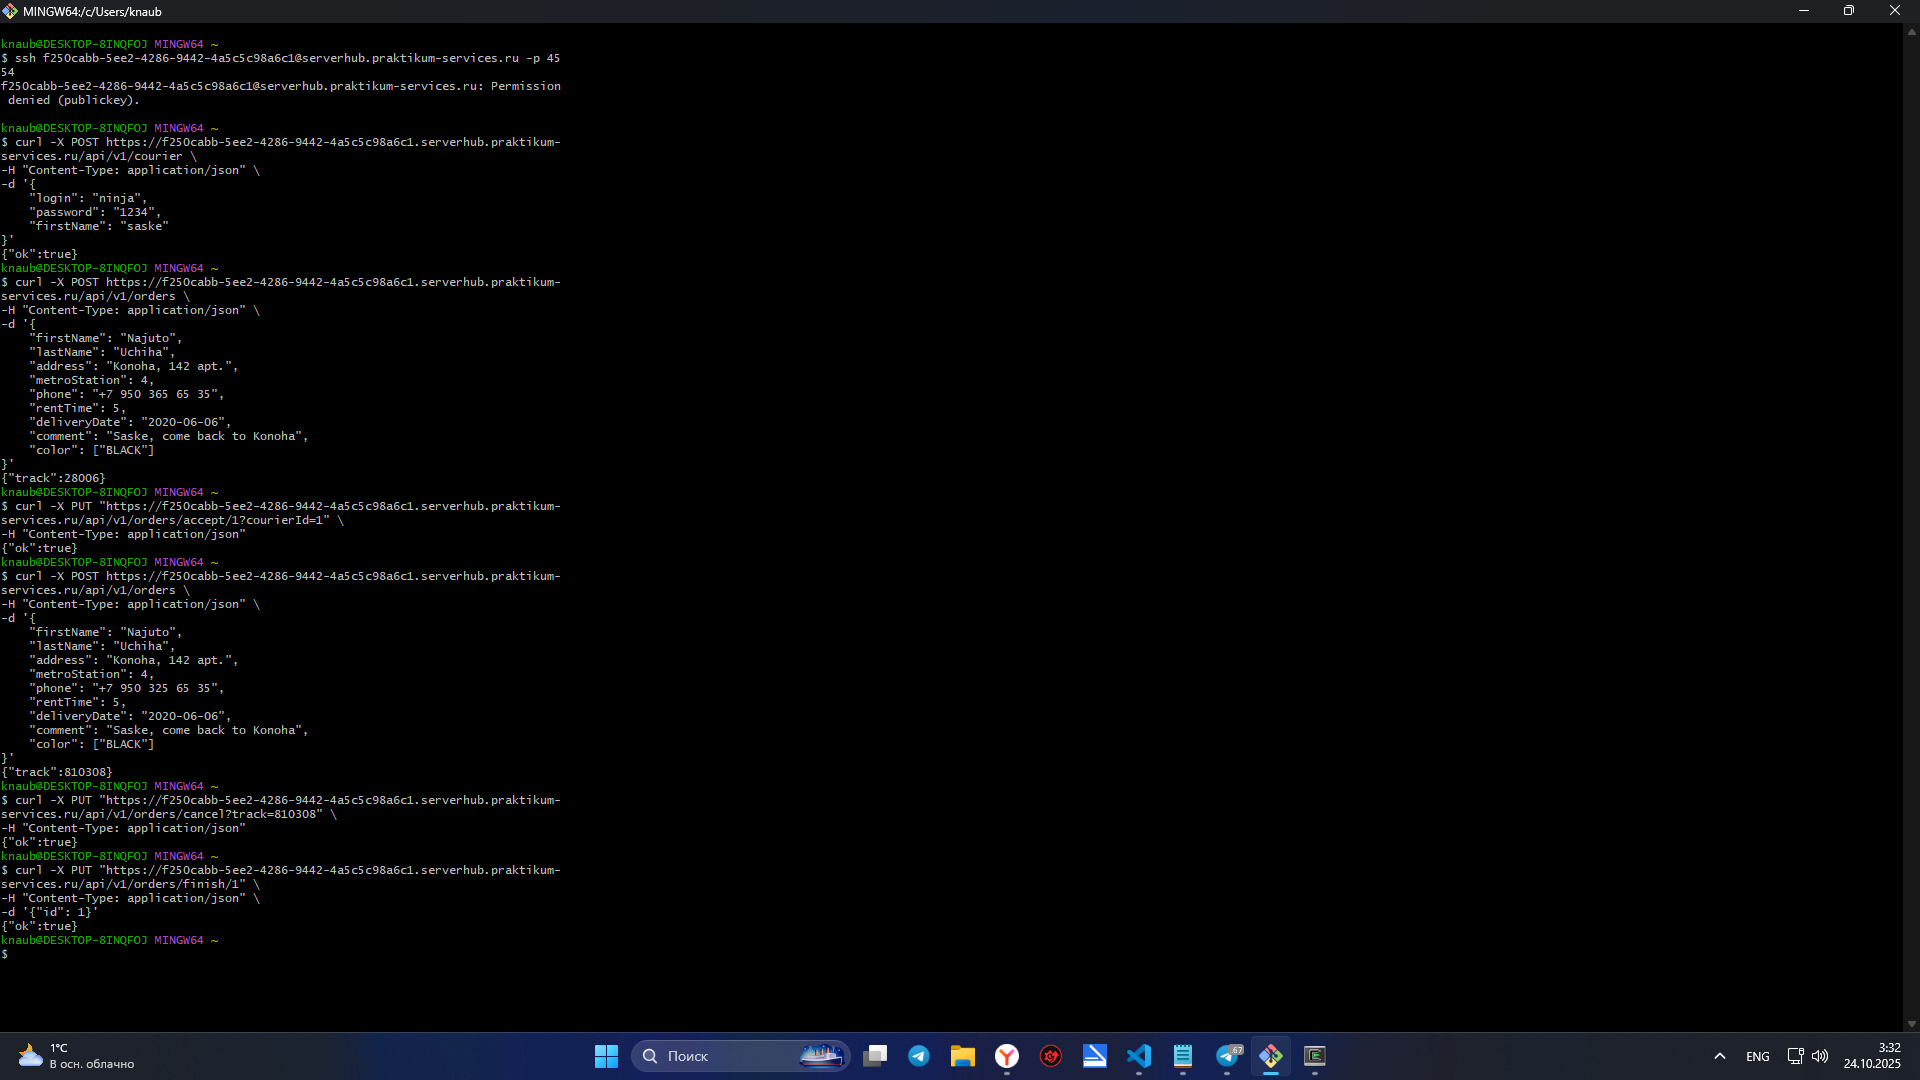 MINGW64:/c/Users/knaub
knaub@DESKTOP-8INQFOJ MINGW64 ~
$ ssh f250cabb-5ee2-4286-9442-4a5c5c98a6c1@serverhub.praktikum-services.ru -p 45
54
f250cabb-5ee2-4286-9442-4a5c5c98a6c1@serverhub.praktikum-services.ru: Permission
 denied (publickey).
knaub@DESKTOP-8INQFOJ MINGW64 ~
$ curl -X POST https://f250cabb-5ee2-4286-9442-4a5c5c98a6c1.serverhub.praktikum-
services.ru/api/v1/courier \
-H "Content-Type: application/json" \
-d '{
    "login": "ninja",
    "password": "1234",
    "firstName": "saske"
}'
{"ok":true}
knaub@DESKTOP-8INQFOJ MINGW64 ~
$ curl -X POST https://f250cabb-5ee2-4286-9442-4a5c5c98a6c1.serverhub.praktikum-
services.ru/api/v1/orders \
-H "Content-Type: application/json" \
-d '{
    "firstName": "Najuto",
    "lastName": "Uchiha",
    "address": "Konoha, 142 apt.",
    "metroStation": 4,
    "phone": "+7 950 365 65 35",
    "rentTime": 5,
    "deliveryDate": "2020-06-06",
    "comment": "Saske, come back to Konoha",
    "color": ["BLACK"]
}'
{"track":28006}
knaub@DESKTOP-8INQFOJ MINGW64 ~
$ curl -X PUT "https://f250cabb-5ee2-4286-9442-4a5c5c98a6c1.serverhub.praktikum-
services.ru/api/v1/orders/accept/1?courierId=1" \
-H "Content-Type: application/json"
{"ok":true}
knaub@DESKTOP-8INQFOJ MINGW64 ~
$ curl -X POST https://f250cabb-5ee2-4286-9442-4a5c5c98a6c1.serverhub.praktikum-
services.ru/api/v1/orders \
-H "Content-Type: application/json" \
-d '{
    "firstName": "Najuto",
    "lastName": "Uchiha",
    "address": "Konoha, 142 apt.",
    "metroStation": 4,
    "phone": "+7 950 325 65 35",
    "rentTime": 5,
    "deliveryDate": "2020-06-06",
    "comment": "Saske, come back to Konoha",
    "color": ["BLACK"]
}'
{"track":810308}
knaub@DESKTOP-8INQFOJ MINGW64 ~
$ curl -X PUT "https://f250cabb-5ee2-4286-9442-4a5c5c98a6c1.serverhub.praktikum-
services.ru/api/v1/orders/cancel?track=810308" \
-H "Content-Type: application/json"
{"ok":true}
knaub@DESKTOP-8INQFOJ MINGW64 ~
$ curl -X PUT "https://f250cabb-5ee2-4286-9442-4a5c5c98a6c1.serverhub.praktikum-
services.ru/api/v1/orders/finish/1" \
-H "Content-Type: application/json" \
-d '{"id": 1}'
{"ok":true}
knaub@DESKTOP-8INQFOJ MINGW64 ~
$
1°C
В осн. облачно
Поиск
67
ENG
3:32
24.10.2025